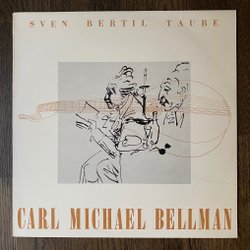 SVEN BERTIL TAUBE
CARL MICHAEL BELLMAN